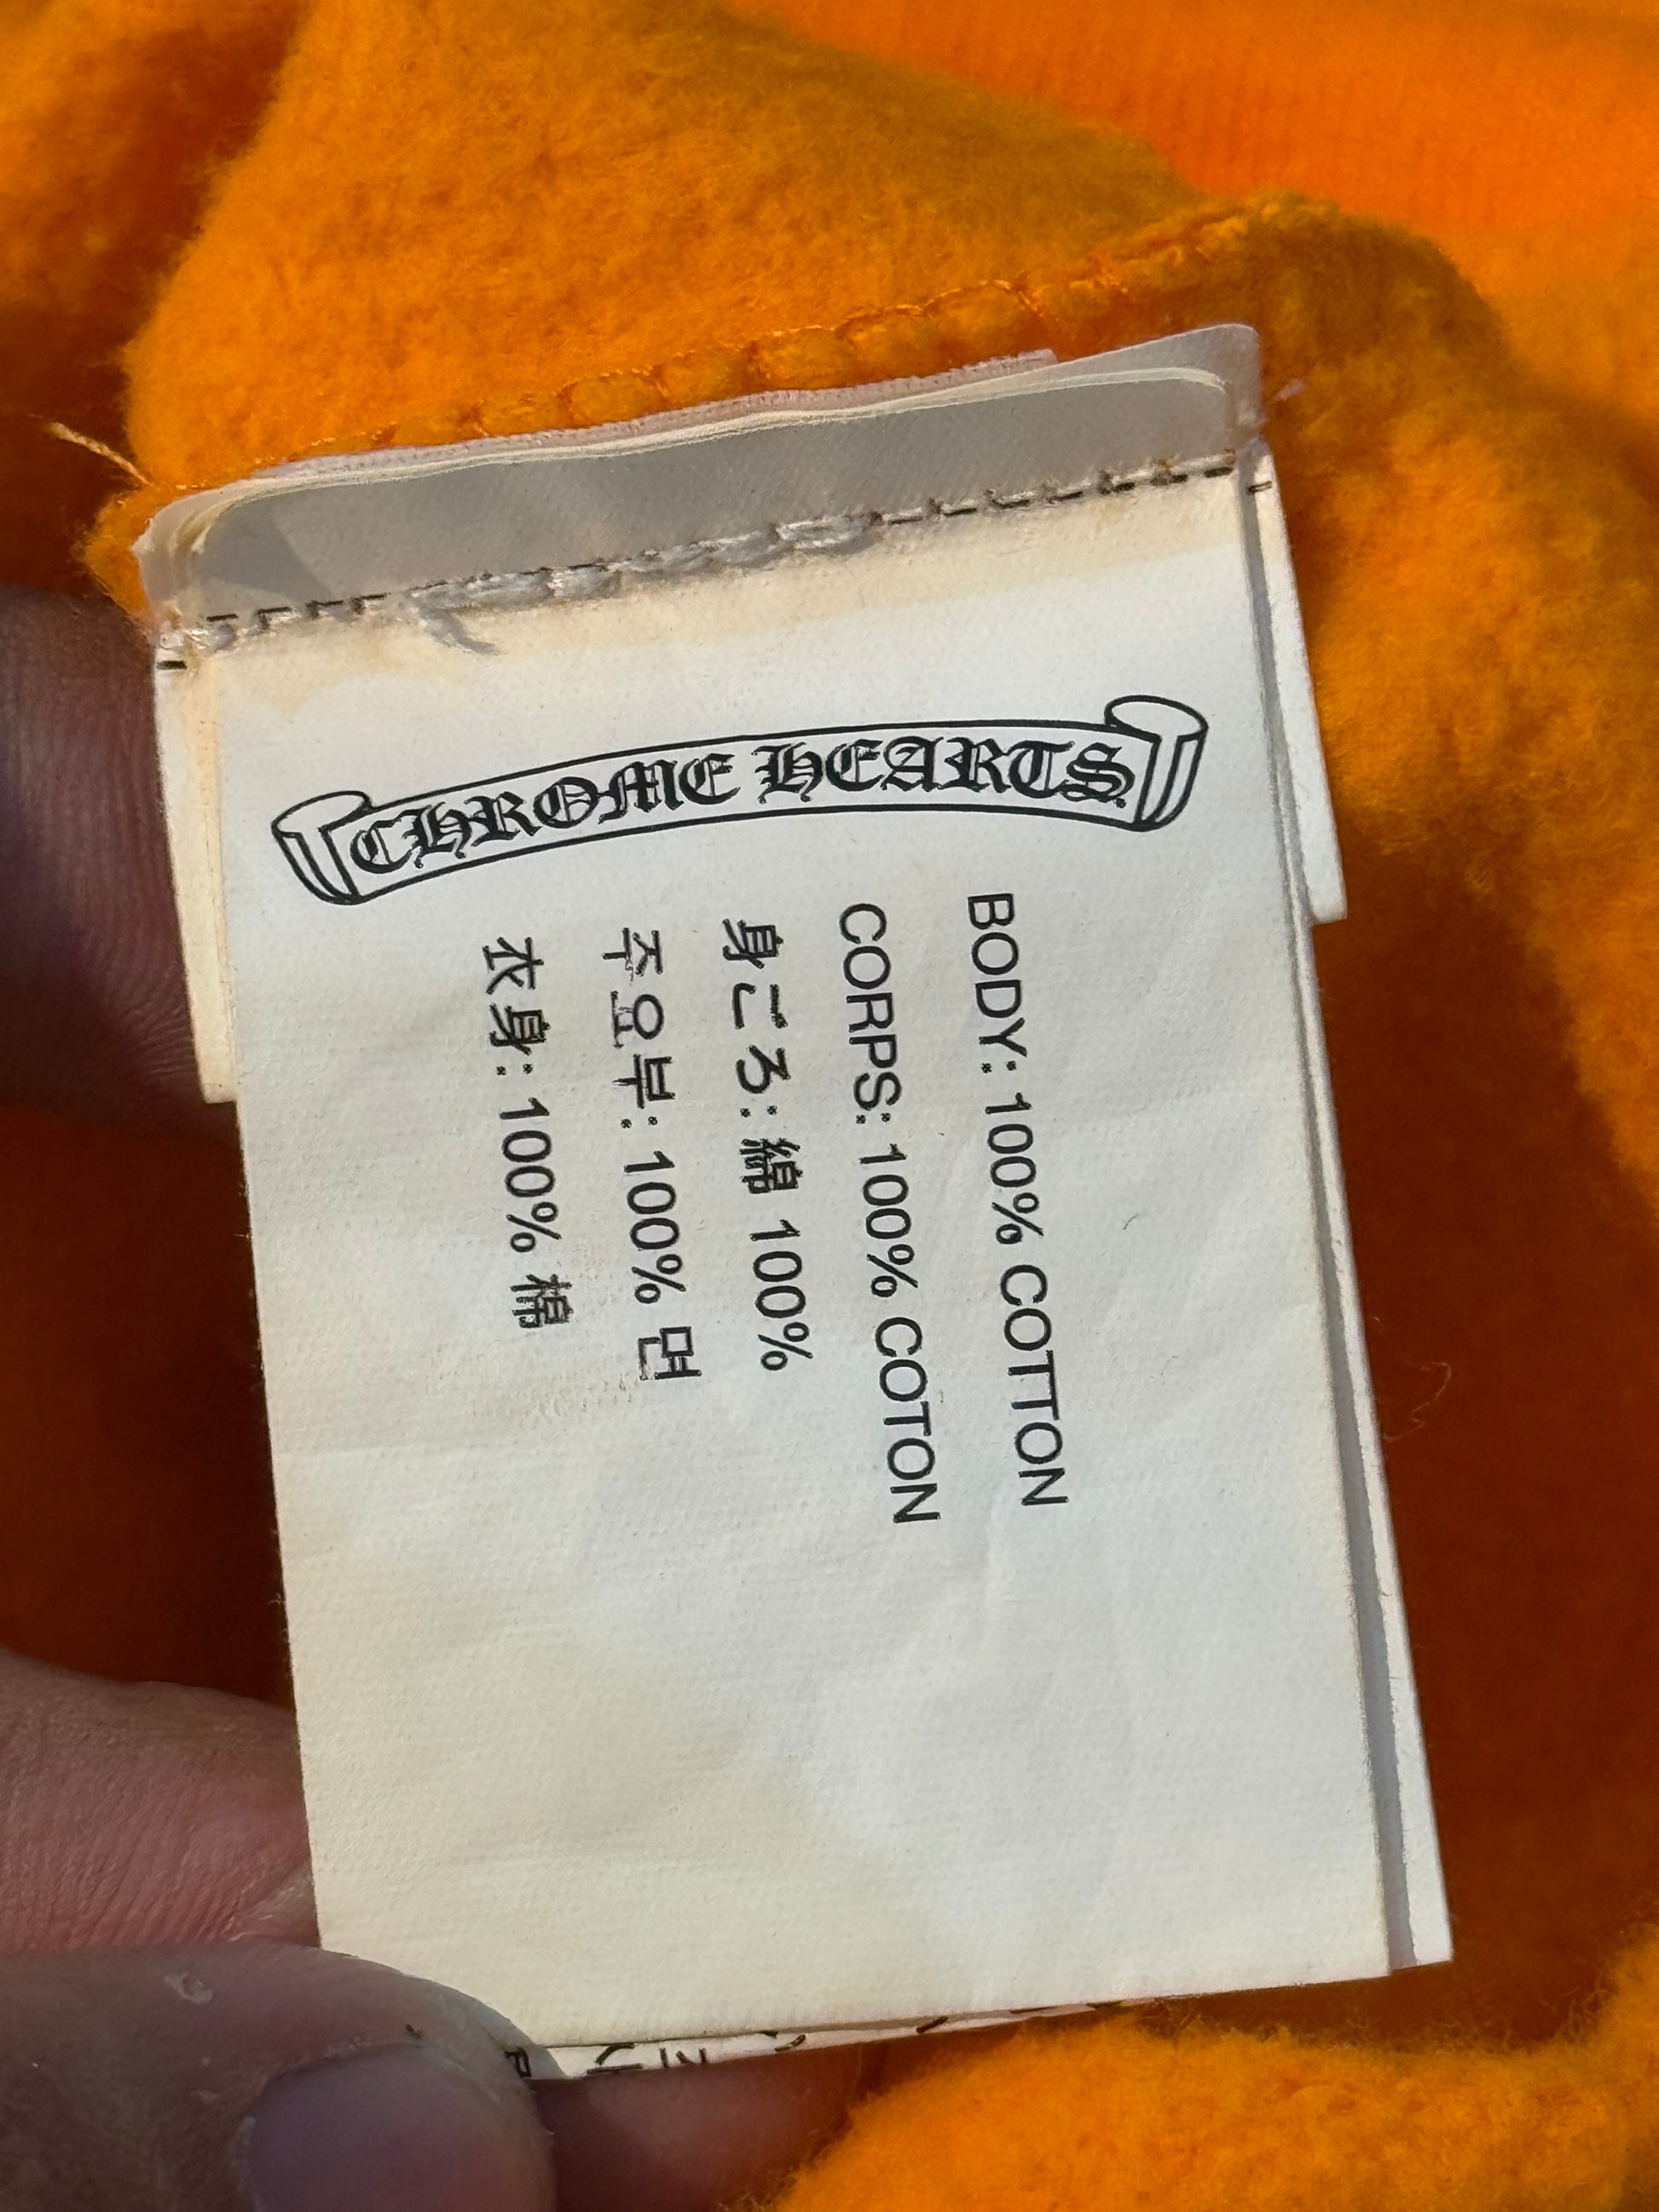 CHROME HEARTS
BODY: 100% COTTON
CORPS: 100% COTON
身ごろ: 綿 100%
주요부: 100% 면
衣身: 100% 棉